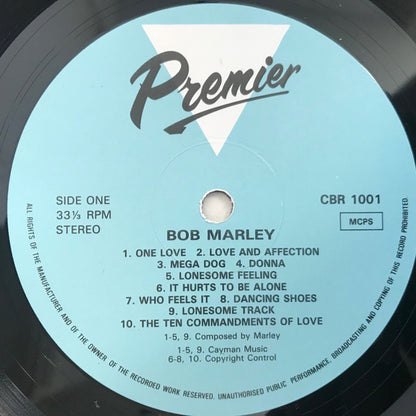 Premier
SIDE ONE
33⅓ RPM
STEREO
CBR 1001
MCPS
BOB MARLEY
1. ONE LOVE 2. LOVE AND AFFECTION
3. MEGA DOG 4. DONNA
5. LONESOME FEELING
6. IT HURTS TO BE ALONE
7. WHO FEELS IT 8. DANCING SHOES
9. LONESOME TRACK
10. THE TEN COMMANDMENTS OF LOVE
1-5, 9. Composed by Marley
1-5, 9. Cayman Music
6-8, 10. Copyright Control
ALL RIGHTS OF THE MANUFACTURER AND OF THE OWNER OF THE RECORDED WORK RESERVED. UNAUTHORISED PUBLIC PERFORMANCE, BROADCASTING AND COPYING OF THIS RECORD PROHIBITED.